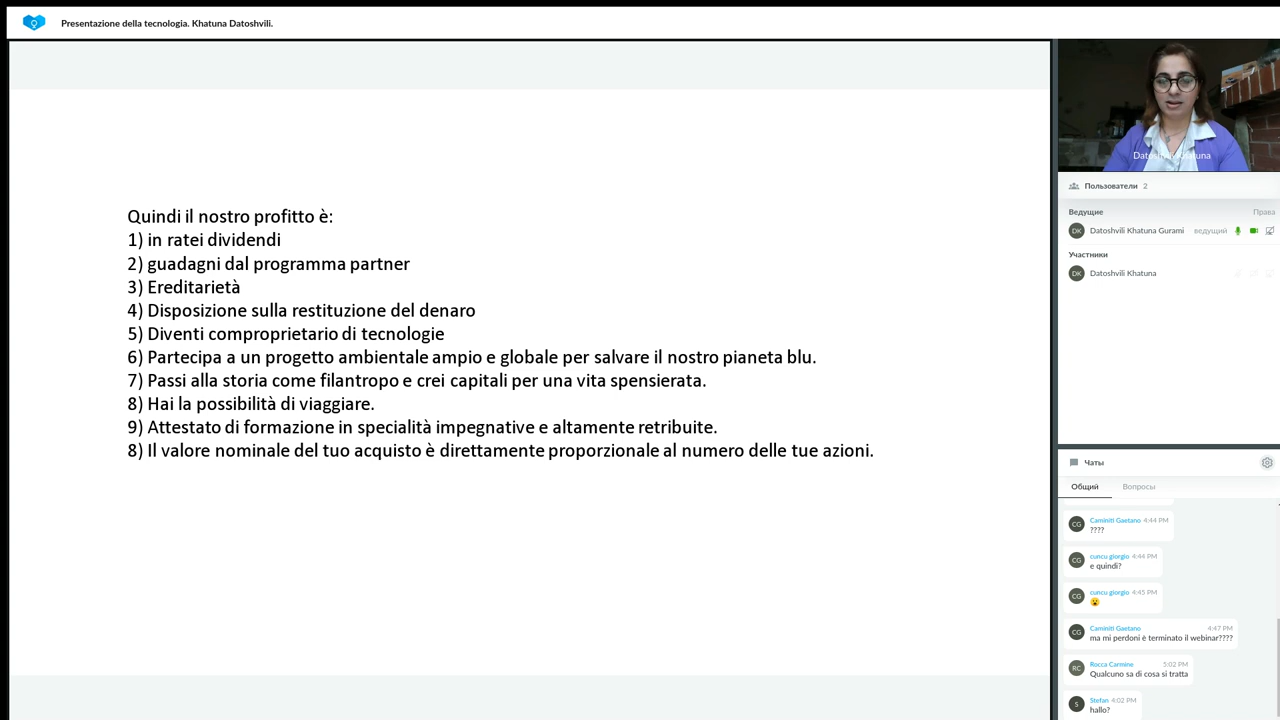 Presentazione della tecnologia. Khatuna Datoshvili.
Quindi il nostro profitto è:
1) in ratei dividendi
2) guadagni dal programma partner
3) Ereditarietà
4) Disposizione sulla restituzione del denaro
5) Diventi comproprietario di tecnologie
6) Partecipa a un progetto ambientale ampio e globale per salvare il nostro pianeta blu.
7) Passi alla storia come filantropo e crei capitali per una vita spensierata.
8) Hai la possibilità di viaggiare.
9) Attestato di formazione in specialità impegnative e altamente retribuite.
8) Il valore nominale del tuo acquisto è direttamente proporzionale al numero delle tue azioni.
Datoshvili Khatuna
Пользователи 2
Ведущие Права
DK Datoshvili Khatuna Gurami ведущий
Участники
DK Datoshvili Khatuna
Чаты
Общий Вопросы
CG Caminiti Gaetano 4:44 PM
????
CG cuncu giorgio 4:44 PM
e quindi?
CG cuncu giorgio 4:45 PM
😮
CG Caminiti Gaetano 4:47 PM
ma mi perdoni è terminato il webinar????
RC Rocca Carmine 5:02 PM
Qualcuno sa di cosa si tratta
S Stefan 4:02 PM
hallo?